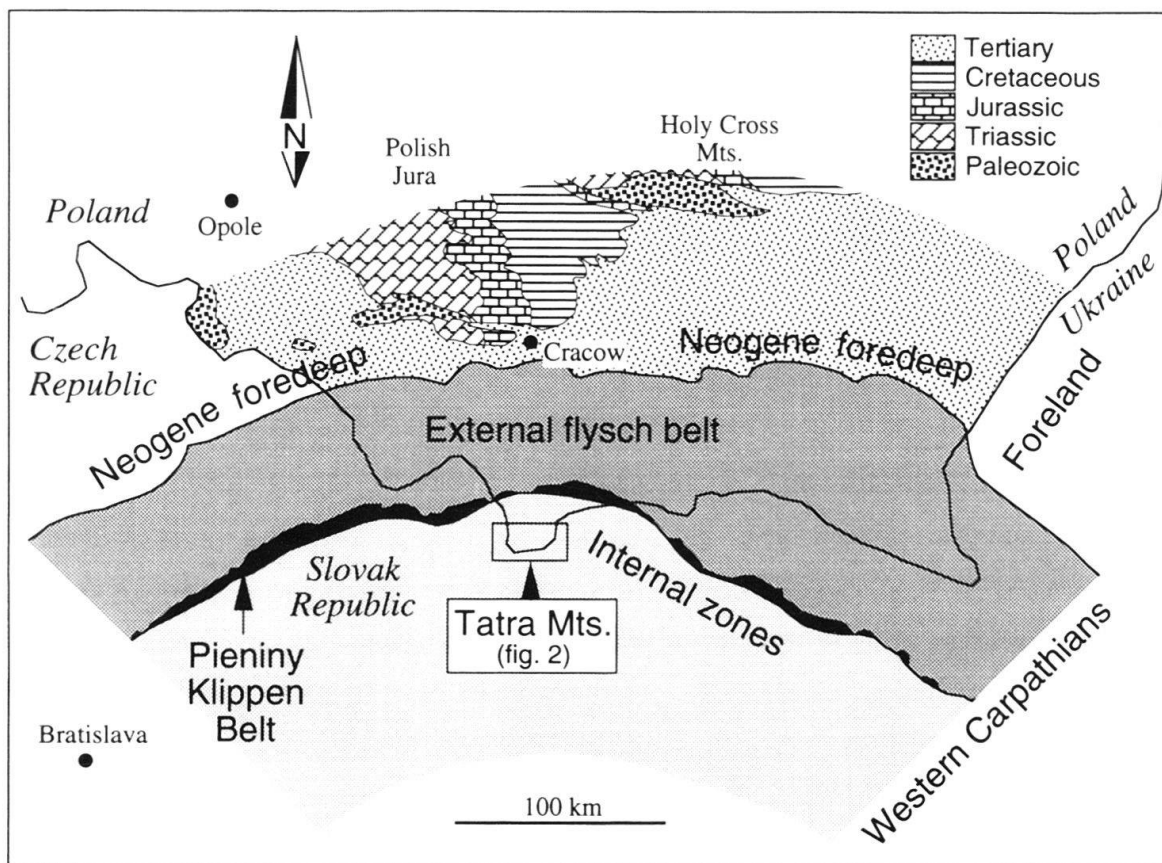 Tertiary
Cretaceous
Jurassic
Triassic
Paleozoic
N
Polish
Jura
Holy Cross
Mts.
Poland
Opole
Poland
Ukraine
Czech
Republic
Cracow
Neogene foredeep
Neogene foredeep
Foreland
External flysch belt
Slovak
Republic
Internal zones
Tatra Mts.
(fig. 2)
Pieniny
Klippen
Belt
Western Carpathians
Bratislava
100 km